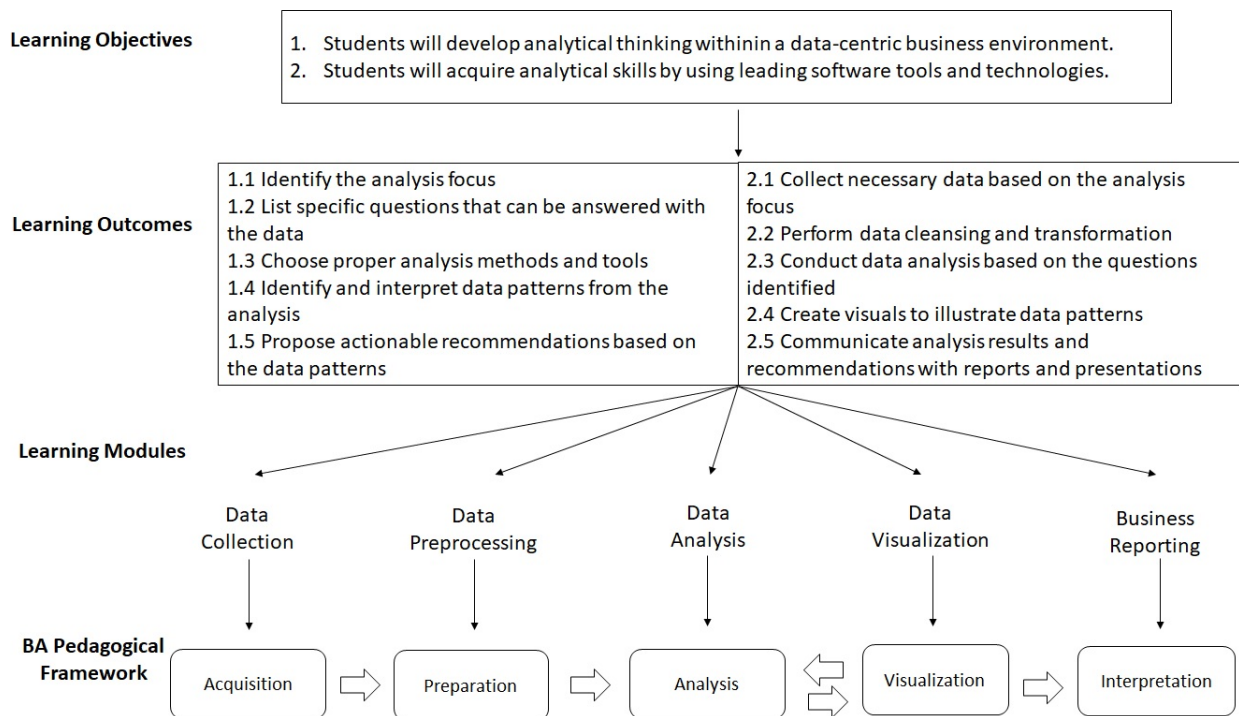 Learning Objectives
1. Students will develop analytical thinking withinin a data-centric business environment.
2. Students will acquire analytical skills by using leading software tools and technologies.
Learning Outcomes
1.1 Identify the analysis focus
1.2 List specific questions that can be answered with
the data
1.3 Choose proper analysis methods and tools
1.4 Identify and interpret data patterns from the
analysis
1.5 Propose actionable recommendations based on
the data patterns
2.1 Collect necessary data based on the analysis
focus
2.2 Perform data cleansing and transformation
2.3 Conduct data analysis based on the questions
identified
2.4 Create visuals to illustrate data patterns
2.5 Communicate analysis results and
recommendations with reports and presentations
Learning Modules
Data
Collection
Data
Preprocessing
Data
Analysis
Data
Visualization
Business
Reporting
BA Pedagogical
Framework
Acquisition
Preparation
Analysis
Visualization
Interpretation